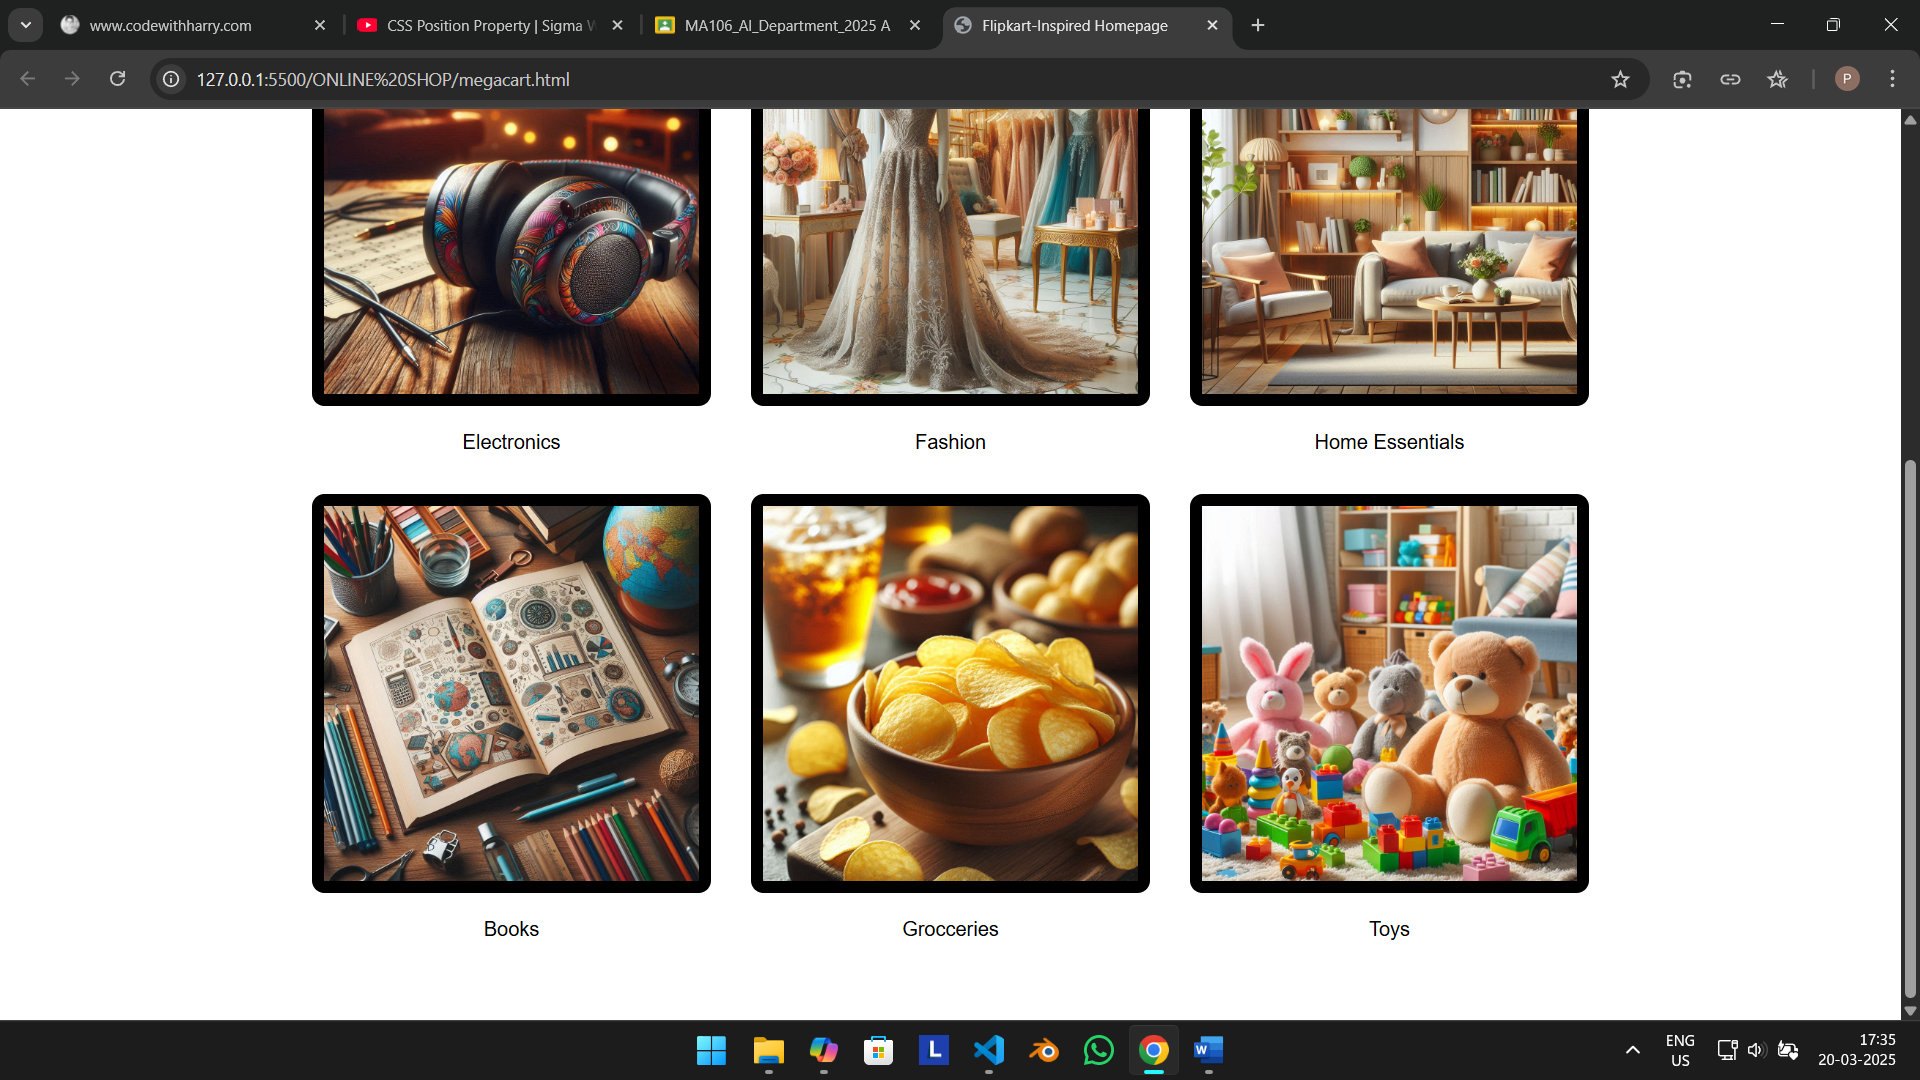 www.codewithharry.com
CSS Position Property | Sigma W
MA106_AI_Department_2025 A
Flipkart-Inspired Homepage
127.0.0.1:5500/ONLINE%20SHOP/megacart.html
P
Electronics
Fashion
Home Essentials
Books
Grocceries
Toys
L
W
ENG
US
17:35
20-03-2025